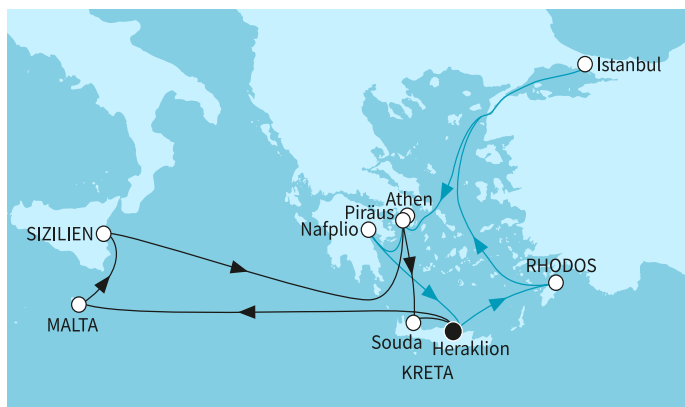 Istanbul
Athen
Piräus
Nafplio
SIZILIEN
RHODOS
MALTA
Souda
Heraklion
KRETA